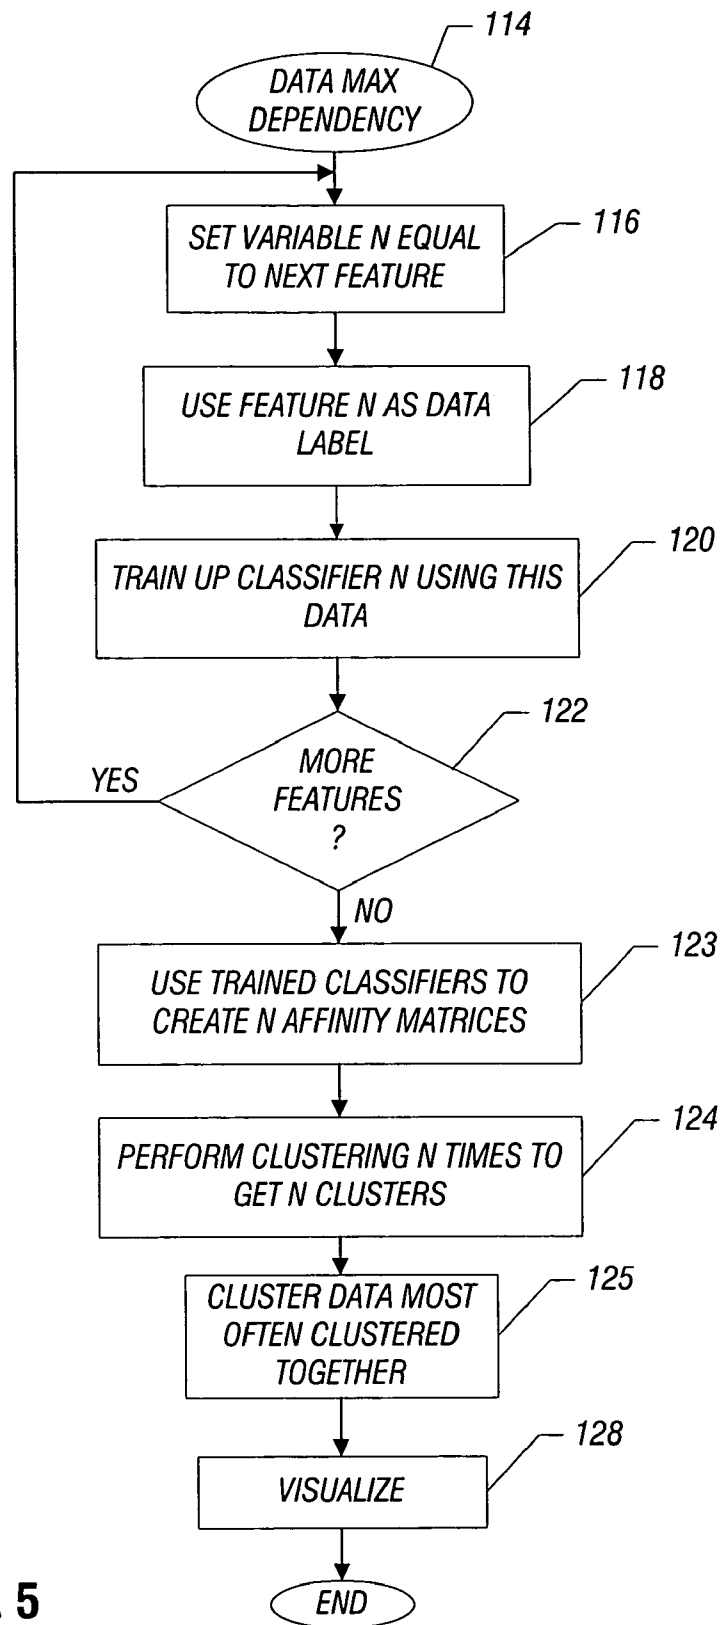 114
DATA MAX
DEPENDENCY
SET VARIABLE N EQUAL
TO NEXT FEATURE
116
USE FEATURE N AS DATA
LABEL
118
TRAIN UP CLASSIFIER N USING THIS
DATA
120
MORE
FEATURES
?
122
YES
NO
USE TRAINED CLASSIFIERS TO
CREATE N AFFINITY MATRICES
123
PERFORM CLUSTERING N TIMES TO
GET N CLUSTERS
124
CLUSTER DATA MOST
OFTEN CLUSTERED
TOGETHER
125
VISUALIZE
128
END
. 5